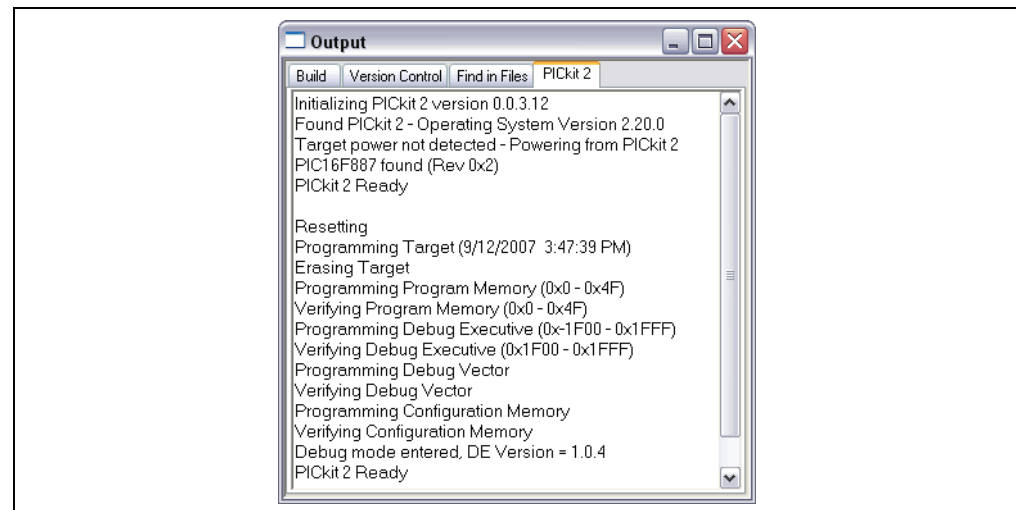 Output
Build Version Control Find in Files PICkit 2
Initializing PICkit 2 version 0.0.3.12
Found PICkit 2 - Operating System Version 2.20.0
Target power not detected - Powering from PICkit 2
PIC16F887 found (Rev 0x2)
PICkit 2 Ready
Resetting
Programming Target (9/12/2007 3:47:39 PM)
Erasing Target
Programming Program Memory (0x0 - 0x4F)
Verifying Program Memory (0x0 - 0x4F)
Programming Debug Executive (0x-1F00 - 0x1FFF)
Verifying Debug Executive (0x1F00 - 0x1FFF)
Programming Debug Vector
Verifying Debug Vector
Programming Configuration Memory
Verifying Configuration Memory
Debug mode entered, DE Version = 1.0.4
PICkit 2 Ready